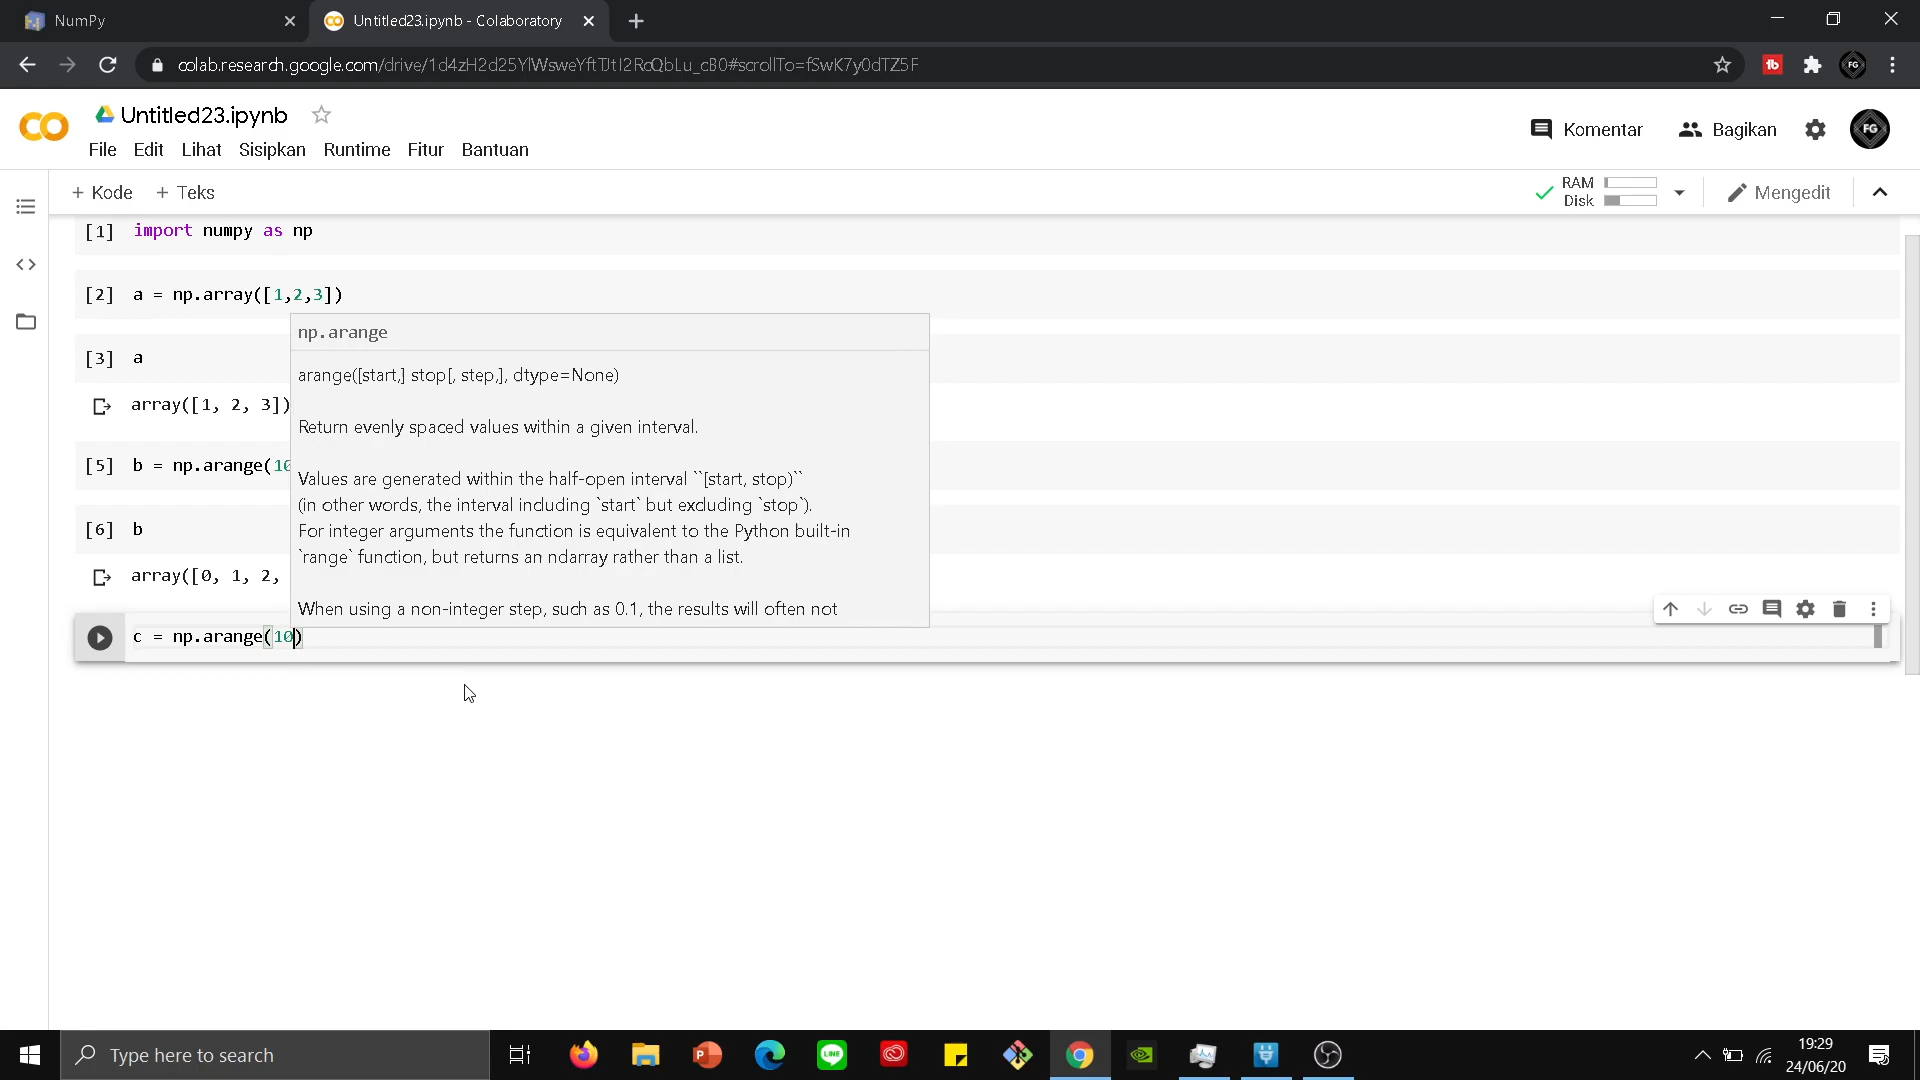 NumPy
Untitled23.ipynb - Colaboratory
colab.research.google.com/drive/1d4zH2d25YlWsweYftTJtI2RoQbLu_cB0#scrollTo=fSwK7y0dTZ5F
Untitled23.ipynb
File Edit Lihat Sisipkan Runtime Fitur Bantuan
Komentar Bagikan
FG
+ Kode + Teks
RAM
Disk
Mengedit
[1] import numpy as np
[2] a = np.array([1,2,3])
np.arange
arange([start,] stop[, step,], dtype=None)
Return evenly spaced values within a given interval.
Values are generated within the half-open interval ``[start, stop)``
(in other words, the interval including `start` but excluding `stop`).
For integer arguments the function is equivalent to the Python built-in
`range` function, but returns an ndarray rather than a list.
When using a non-integer step, such as 0.1, the results will often not
[3] a
array([1, 2, 3])
[5] b = np.arange(10
[6] b
array([0, 1, 2,
c = np.arange(10)
Type here to search
LINE
19:29
24/06/20